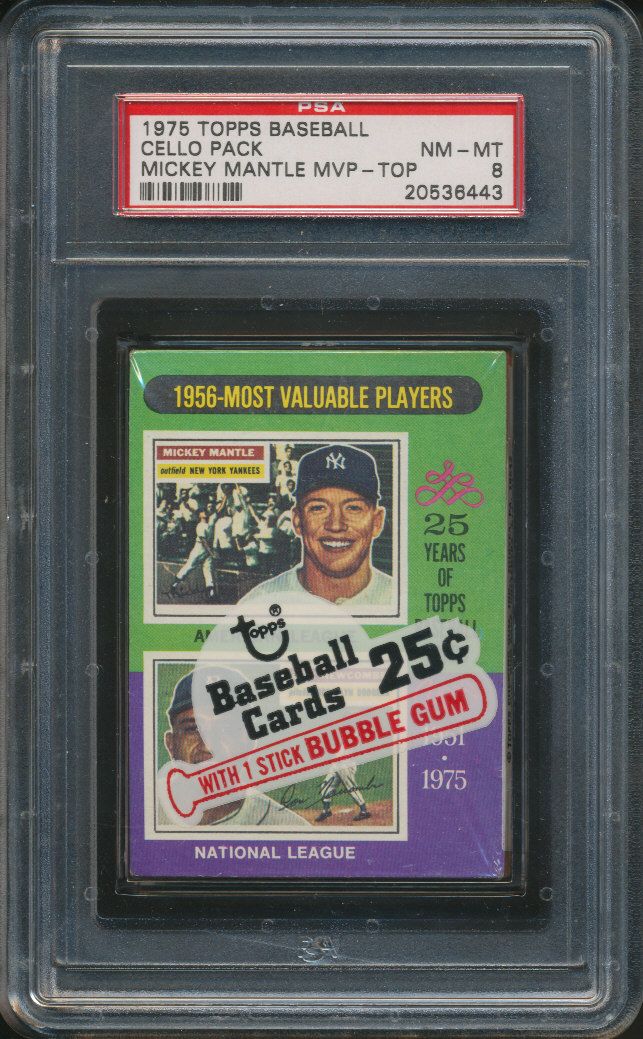 PSA
1975 TOPPS BASEBALL
CELLO PACK NM - MT
MICKEY MANTLE MVP - TOP 8
20536443
1956-MOST VALUABLE PLAYERS
MICKEY MANTLE
outfield NEW YORK YANKEES
NY
25
YEARS
OF
TOPPS
topps®
Baseball
Cards 25¢
WITH 1 STICK BUBBLE GUM
1951
•
1975
NATIONAL LEAGUE
PSA